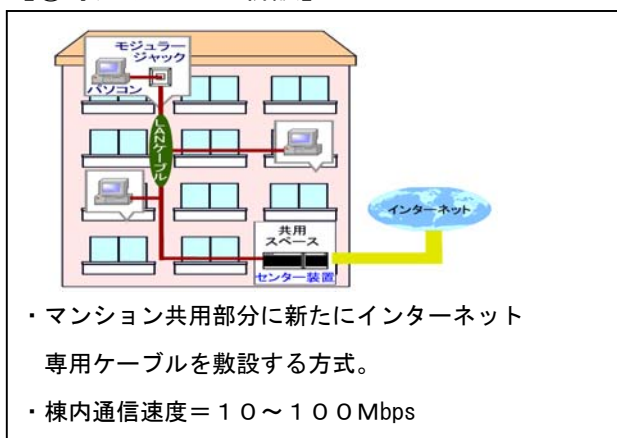 モジュラー
ジャック
パソコン
LANケーブル
インターネット
共用
スペース
センター装置
・マンション共用部分に新たにインターネット
専用ケーブルを敷設する方式。
・棟内通信速度＝１０～１００Mbps